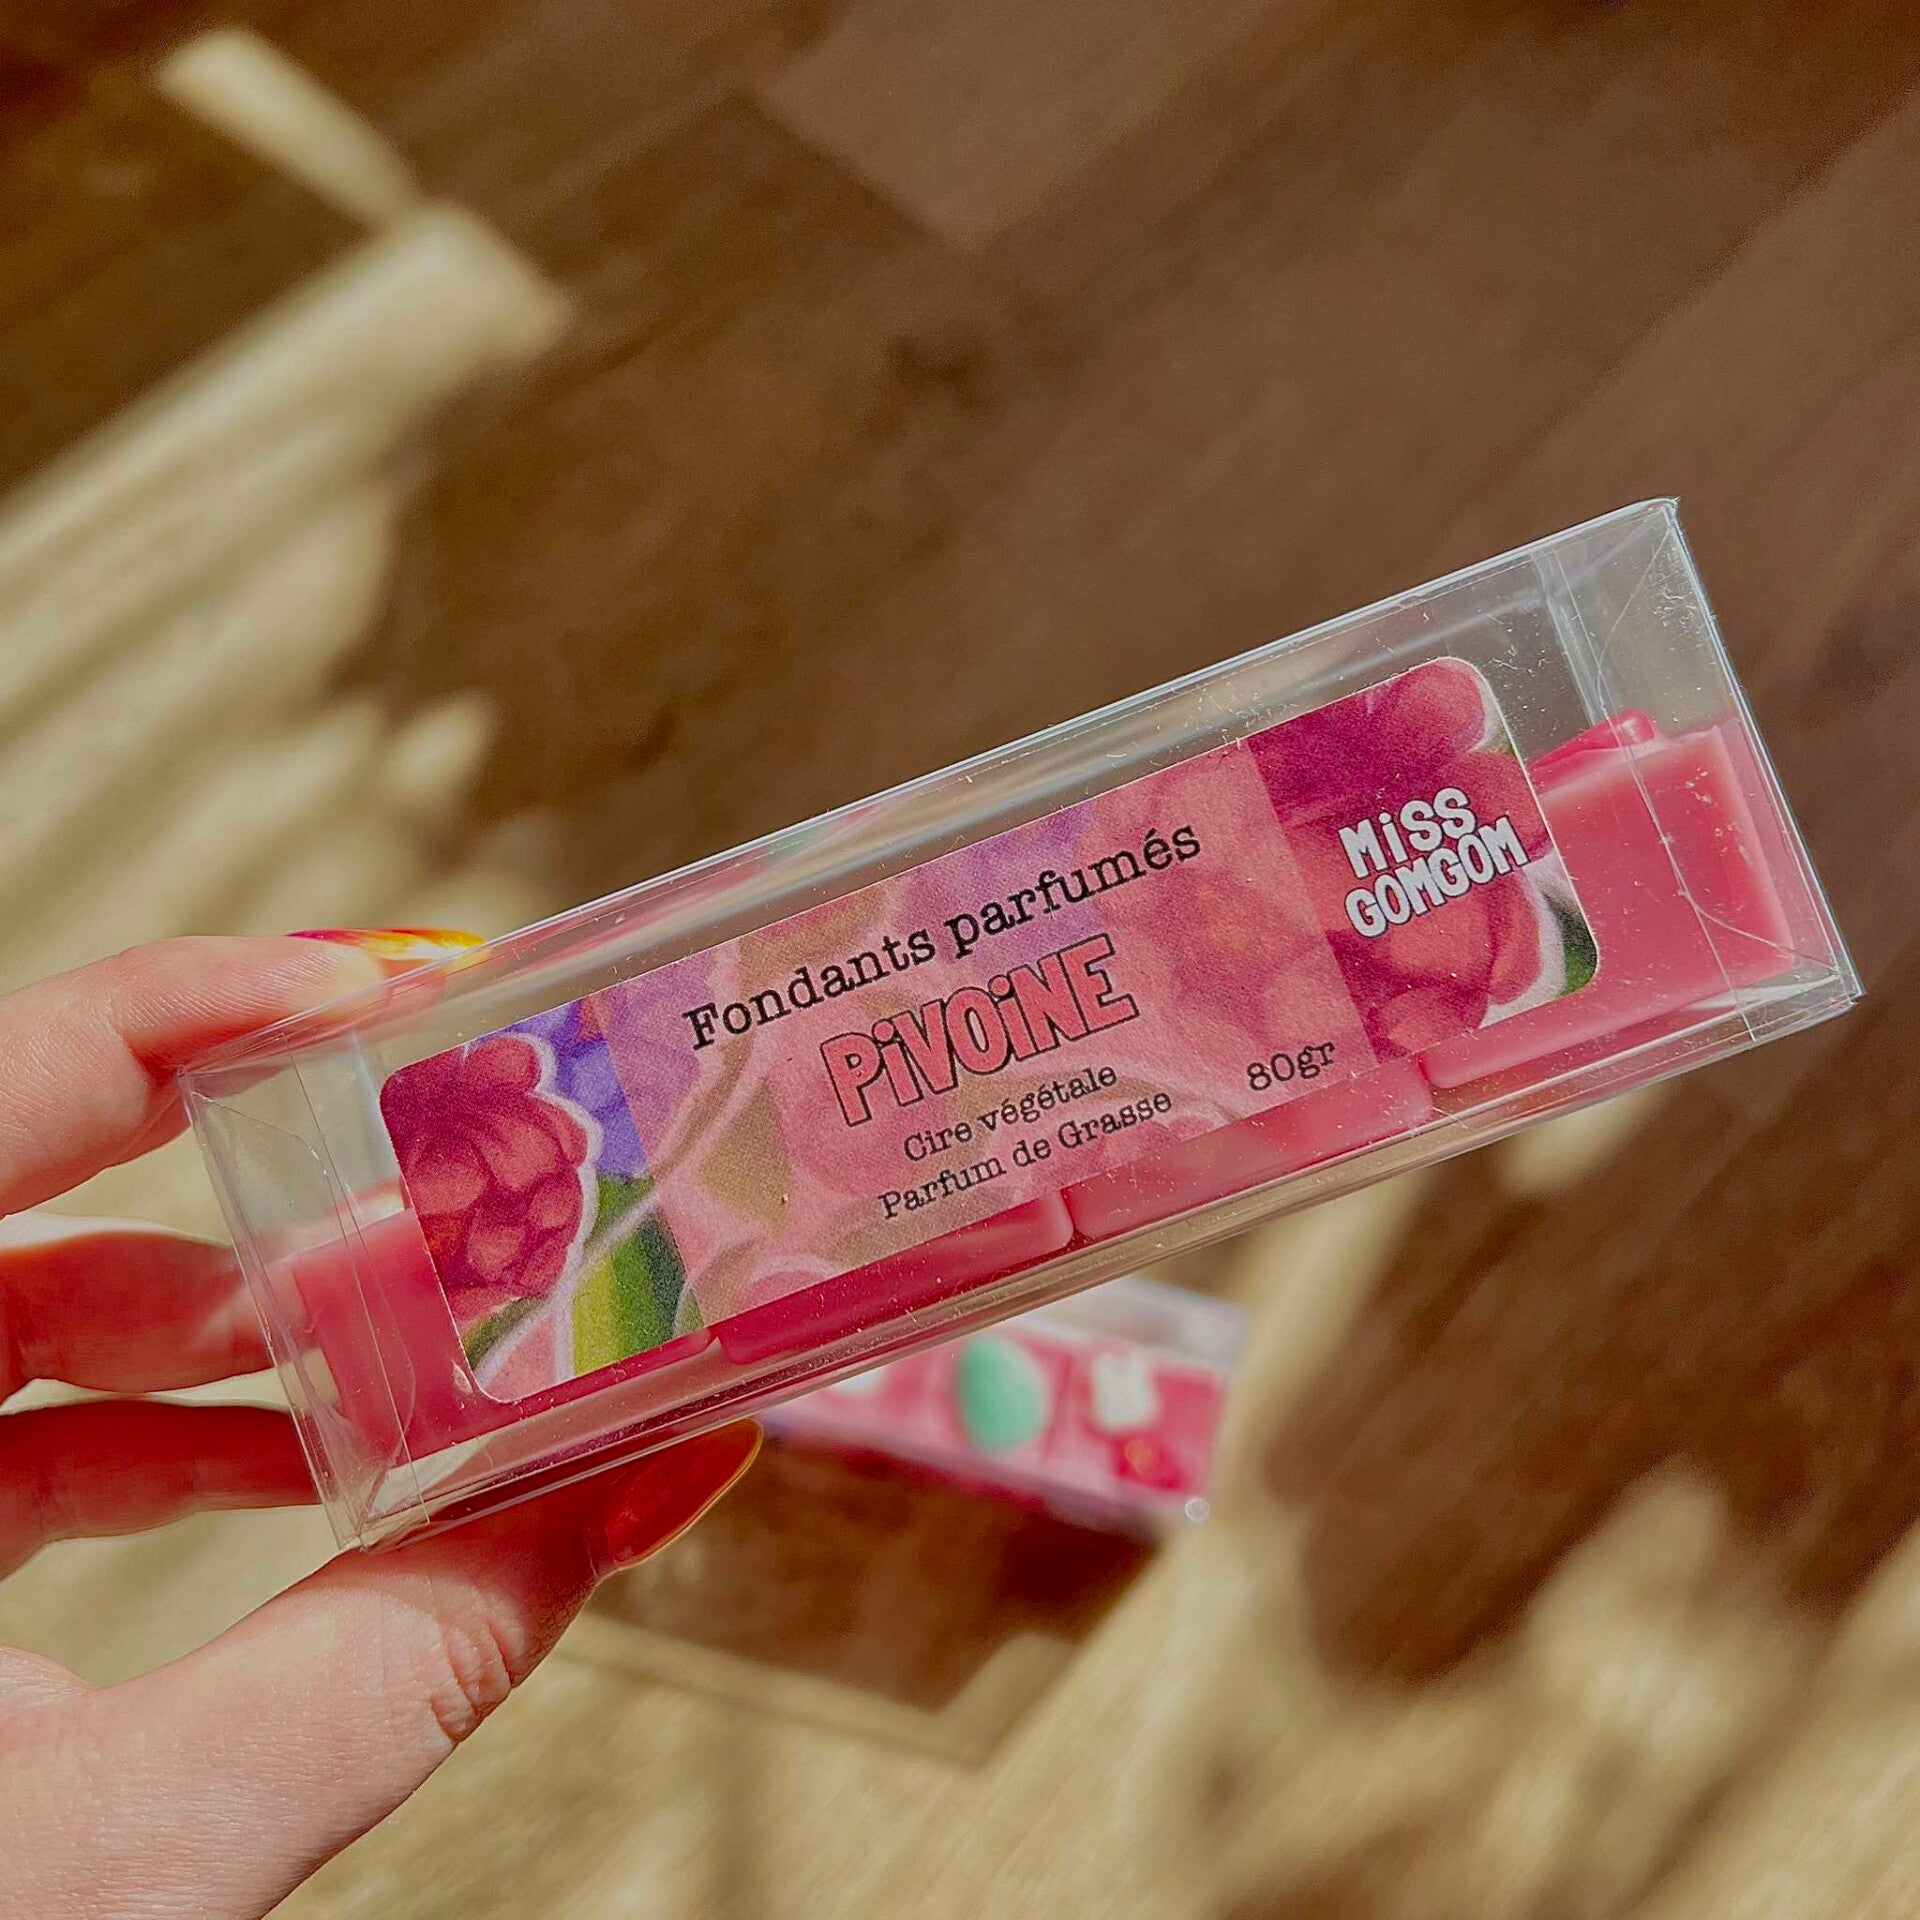 Fondants parfumés
PiVOiNE
Cire végétale
Parfum de Grasse
80gr
MiSS
GOMGOM